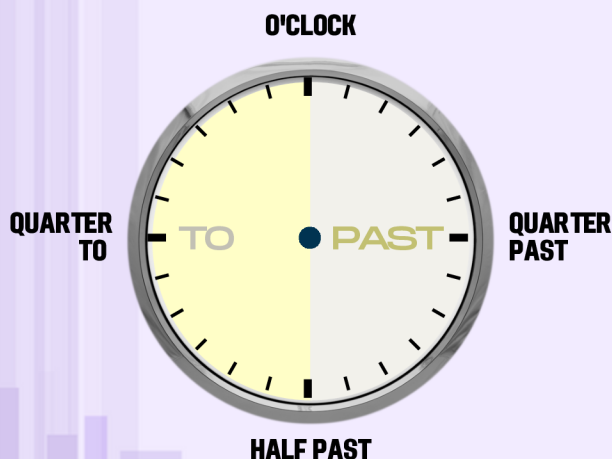 O'CLOCK
QUARTER
TO
TO
PAST
QUARTER
PAST
HALF PAST